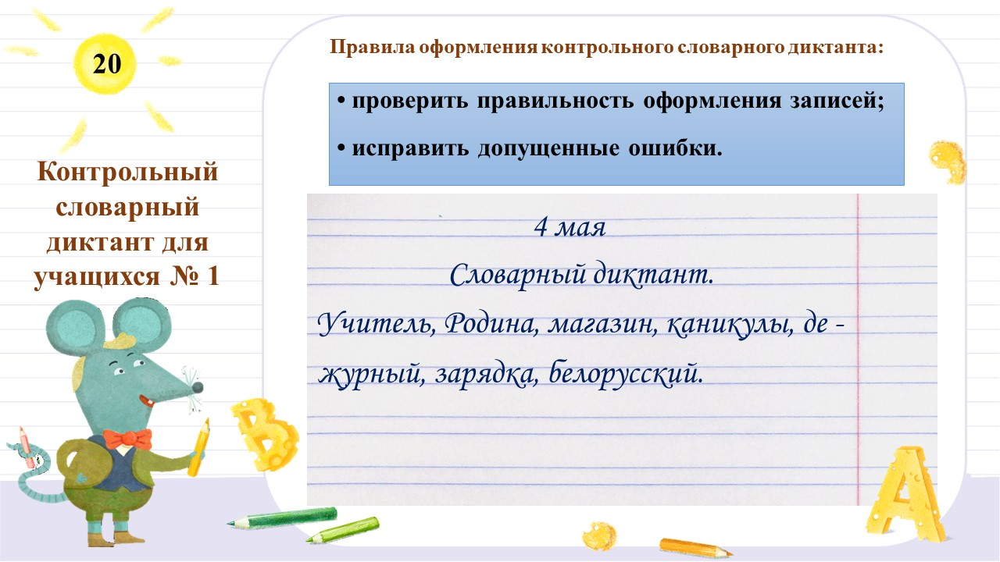 20
Контрольный
словарный
диктант для
учащихся № 1
Правила оформления контрольного словарного диктанта:
• проверить правильность оформления записей;
• исправить допущенные ошибки.
4 мая
Словарный диктант.
Учитель, Родина, магазин, каникулы, де -
журный, зарядка, белорусский.
В
А